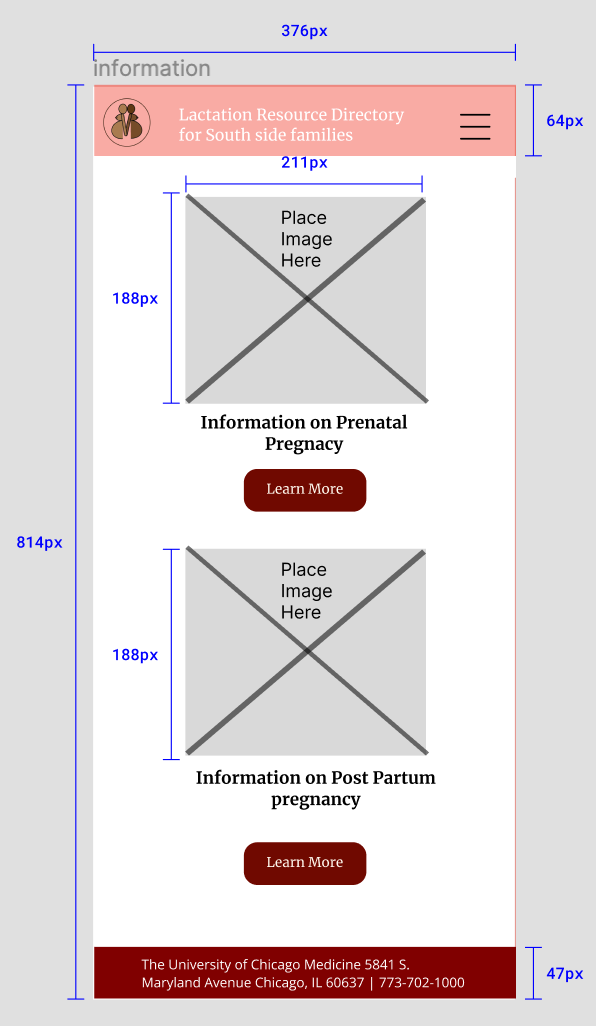 376px
information
Lactation Resource Directory
for South side families
64px
211px
Place
Image
Here
188px
Information on Prenatal
Pregnacy
Learn More
814px
Place
Image
Here
188px
Information on Post Partum
pregnancy
Learn More
The University of Chicago Medicine 5841 S.
Maryland Avenue Chicago, IL 60637 | 773-702-1000
47px